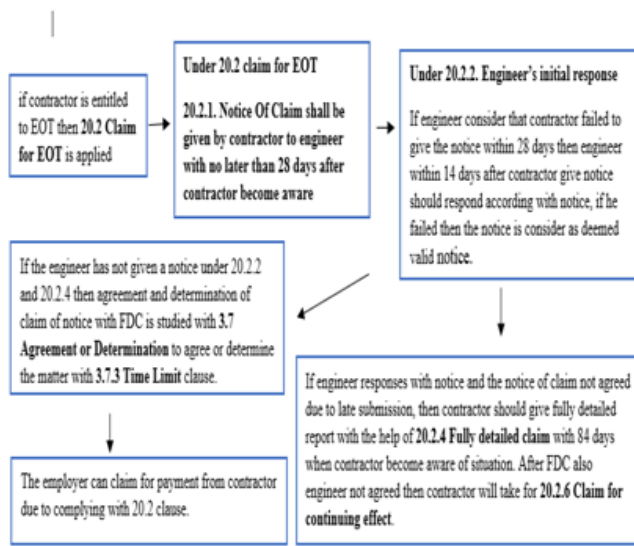 if contractor is entitled
to EOT then 20.2 Claim
for EOT is applied
Under 20.2 claim for EOT
20.2.1. Notice Of Claim shall be
given by contractor to engineer
with no later than 28 days after
contractor become aware
Under 20.2.2. Engineer's initial
response
If engineer consider that contractor failed to
give the notice within 28 days then engineer
within 14 days after contractor give notice
should respond according with notice, if he
failed then the notice is consider as deemed
valid notice.
If the engineer has not given a notice under 20.2.2
and 20.2.4 then agreement and determination of
claim of notice with FDC is studied with 3.7
Agreement or Determination to agree or determine
the matter with 3.7.3 Time Limit clause.
If engineer responses with notice and the notice of claim not agreed
due to late submission, then contractor should give fully detailed
report with the help of 20.2.4 Fully detailed claim with 84 days
when contractor become aware of situation. After FDC also
engineer not agreed then contractor will take for 20.2.6 Claim for
continuing effect.
The employer can claim for payment from contractor
due to complying with 20.2 clause.